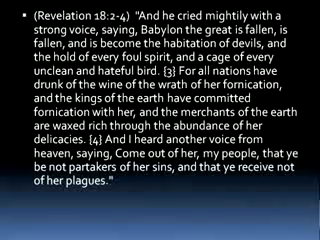 (Revelation 18:2-4)  "And he cried mightily with a
strong voice, saying, Babylon the great is fallen, is
fallen, and is become the habitation of devils, and
the hold of every foul spirit, and a cage of every
unclean and hateful bird. {3} For all nations have
drunk of the wine of the wrath of her fornication,
and the kings of the earth have committed
fornication with her, and the merchants of the earth
are waxed rich through the abundance of her
delicacies. {4} And I heard another voice from
heaven, saying, Come out of her, my people, that ye
be not partakers of her sins, and that ye receive not
of her plagues."